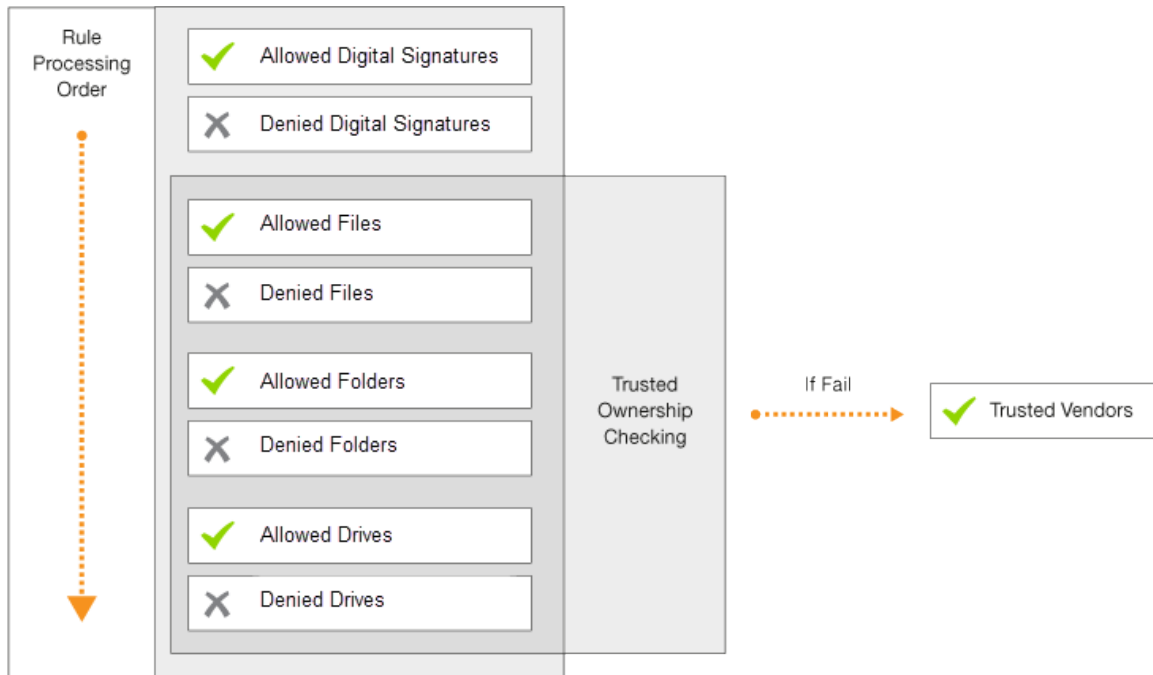 Rule
Processing
Order
Allowed Digital Signatures
Denied Digital Signatures
Allowed Files
Denied Files
Allowed Folders
Denied Folders
Allowed Drives
Denied Drives
Trusted
Ownership
Checking
If Fail
Trusted Vendors